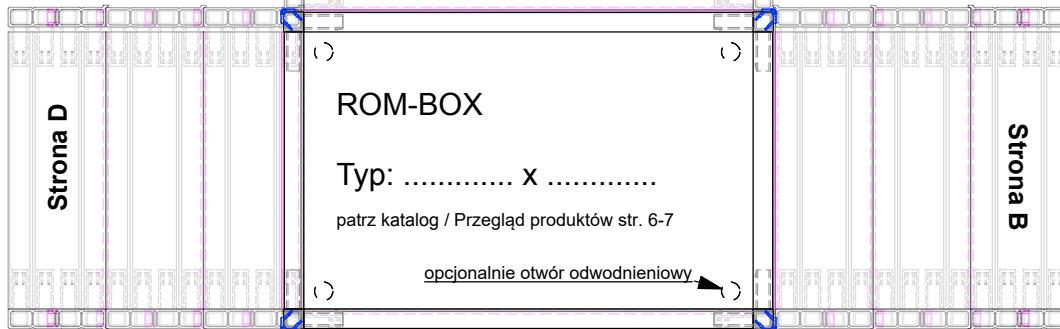 Strona D
ROM-BOX
Typ: ............. x .............
patrz katalog / Przegląd produktów str. 6-7
opcjonalnie otwór odwodnieniowy
Strona B